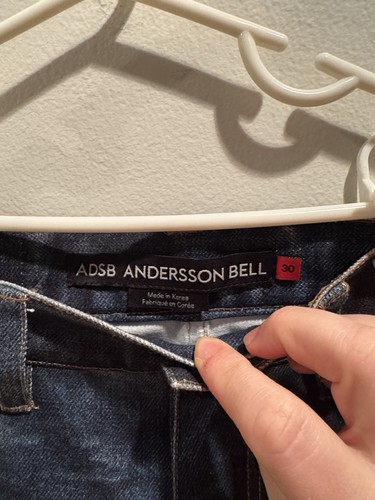 ADSB ANDERSSON BELL 30
Made in Korea
Fabriqué en Corée